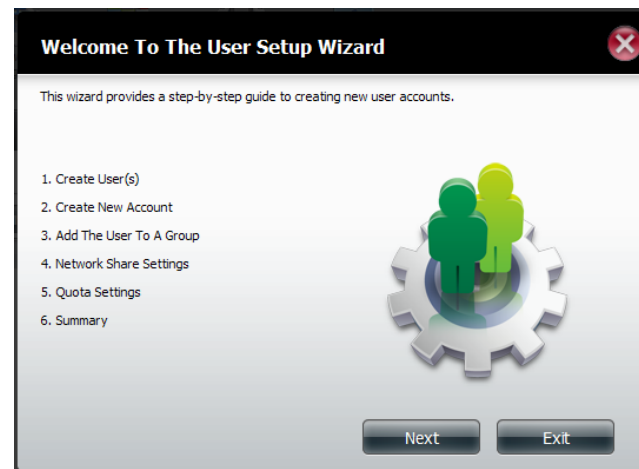 Welcome To The User Setup Wizard
This wizard provides a step-by-step guide to creating new user accounts.
1. Create User(s)
2. Create New Account
3. Add The User To A Group
4. Network Share Settings
5. Quota Settings
6. Summary
Next Exit